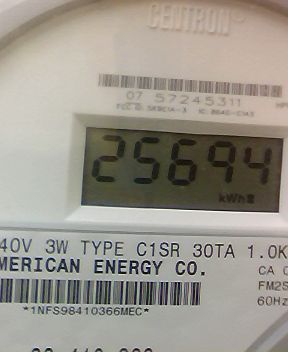 CENTRON
07 57245311
25694
kWh
40V 3W TYPE C1SR 30TA 1.0K
MERICAN ENERGY CO. CA
FM2S
60Hz
*1NFS98410366MEC*